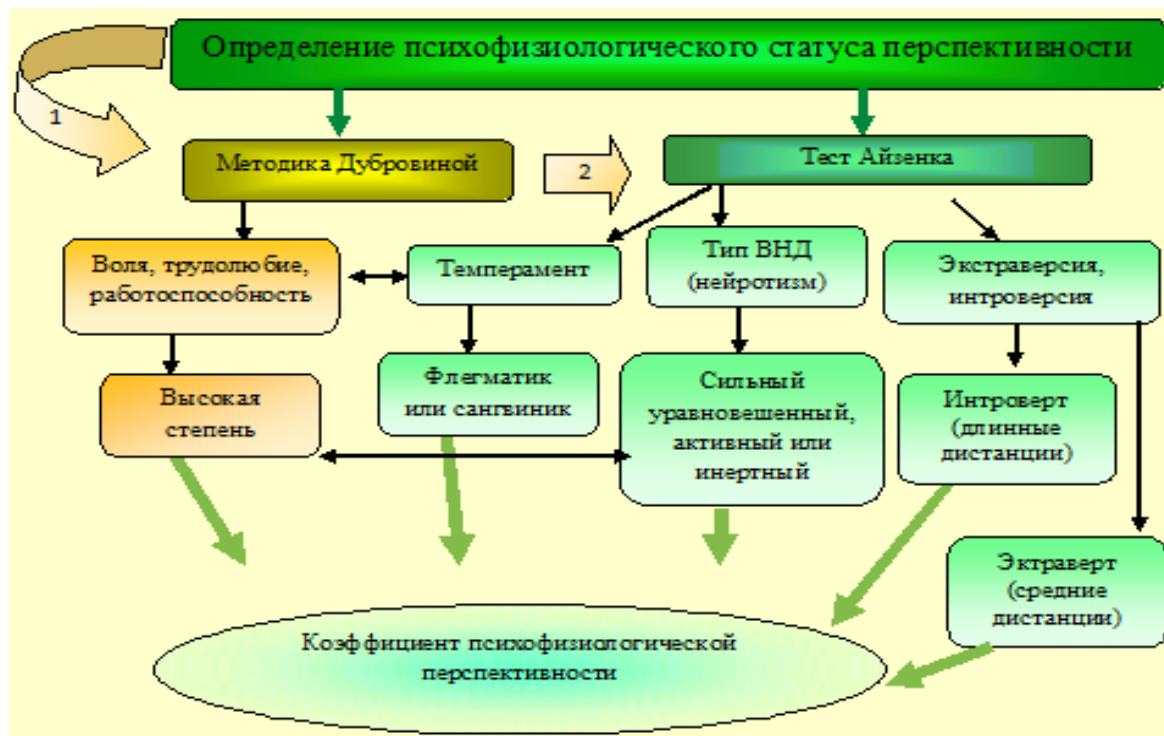 Определение психофизиологического статуса перспективности
1
Методика Дубровиной
2
Тест Айзенка
Воля, трудолюбие,
работоспособность
Темперамент
Тип ВНД
(нейротизм)
Экстраверсия,
интроверсия
Высокая
степень
Флегматик
или сангвиник
Сильный
уравновешенный,
активный или
инертный
Интроверт
(длинные
дистанции)
Эктраверт
(средние
дистанции)
Коэффициент психофизиологической
перспективности